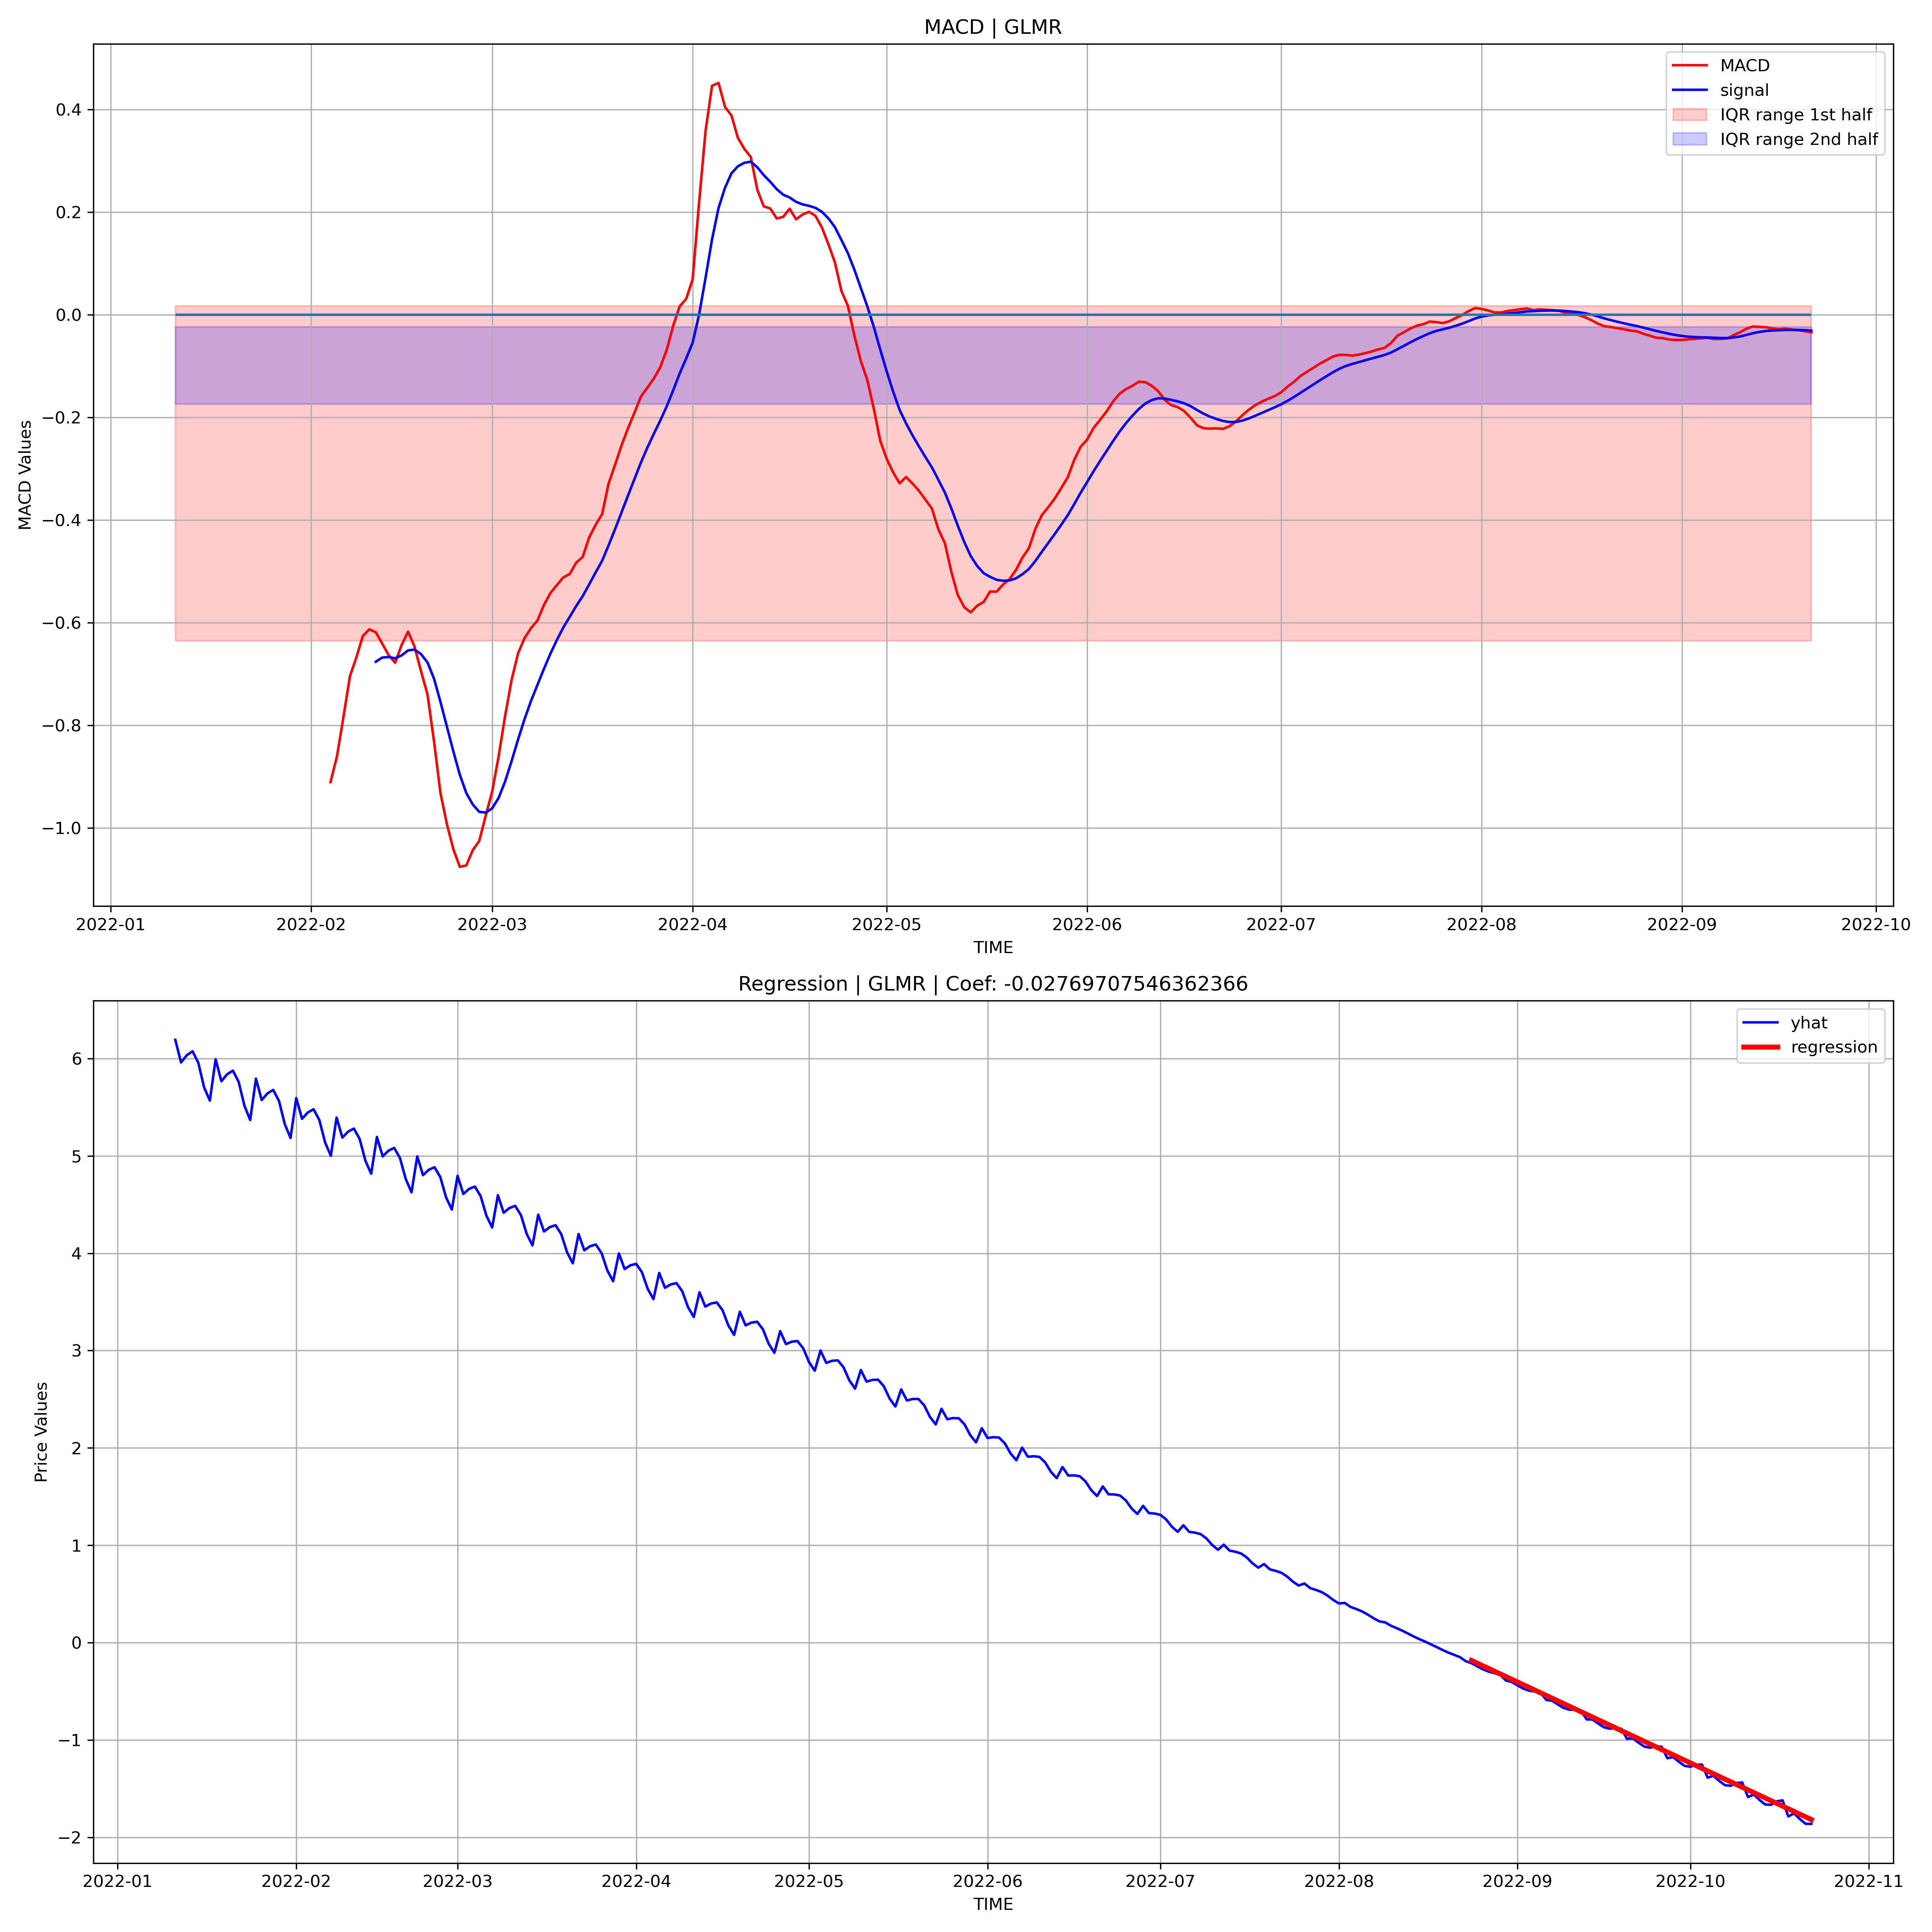 MACD | GLMR
MACD
signal
IQR range 1st half
IQR range 2nd half
0.4
0.2
0.0
−0.2
−0.4
−0.6
−0.8
−1.0
MACD Values
2022-01 2022-02 2022-03 2022-04 2022-05 2022-06 2022-07 2022-08 2022-09 2022-10
TIME
Regression | GLMR | Coef: -0.02769707546362366
yhat
regression
6
5
4
3
2
1
0
−1
−2
Price Values
2022-01 2022-02 2022-03 2022-04 2022-05 2022-06 2022-07 2022-08 2022-09 2022-10 2022-11
TIME